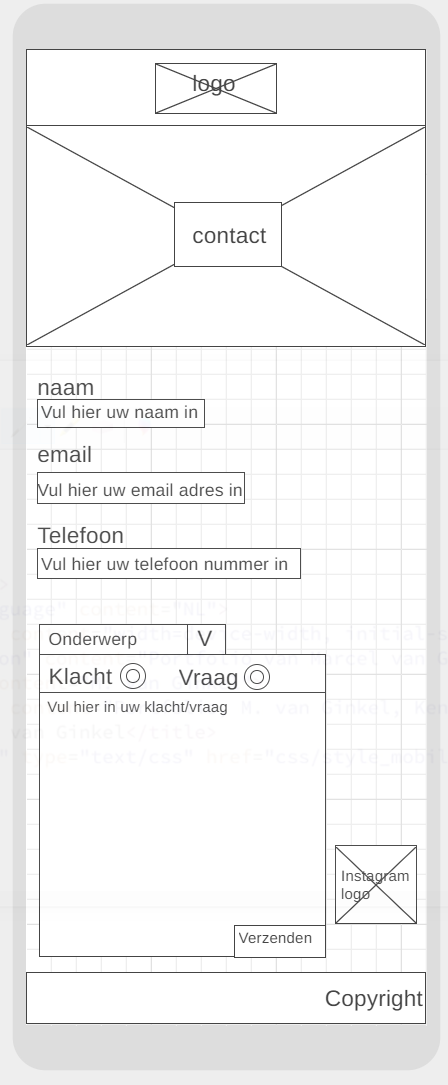 logo
contact
naam
Vul hier uw naam in
email
Vul hier uw email adres in
Telefoon
Vul hier uw telefoon nummer in
Onderwerp V
Klacht Vraag
Vul hier in uw klacht/vraag
Instagram
logo
Verzenden
Copyright